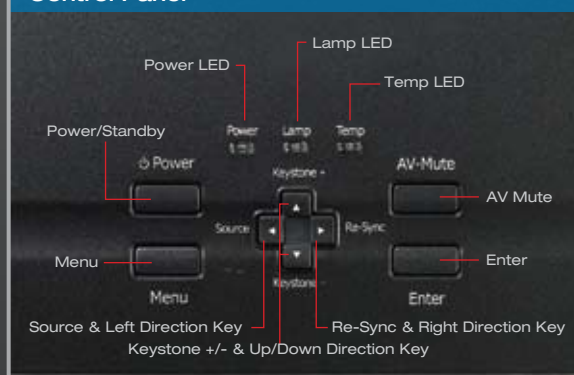 Control Panel
Lamp LED
Power LED
Temp LED
Power/Standby
Power Lamp Temp
Power
Keystone +
AV-Mute
AV Mute
Source
Re-Sync
Menu
Enter
Keystone -
Menu
Enter
Source & Left Direction Key
Re-Sync & Right Direction Key
Keystone +/- & Up/Down Direction Key